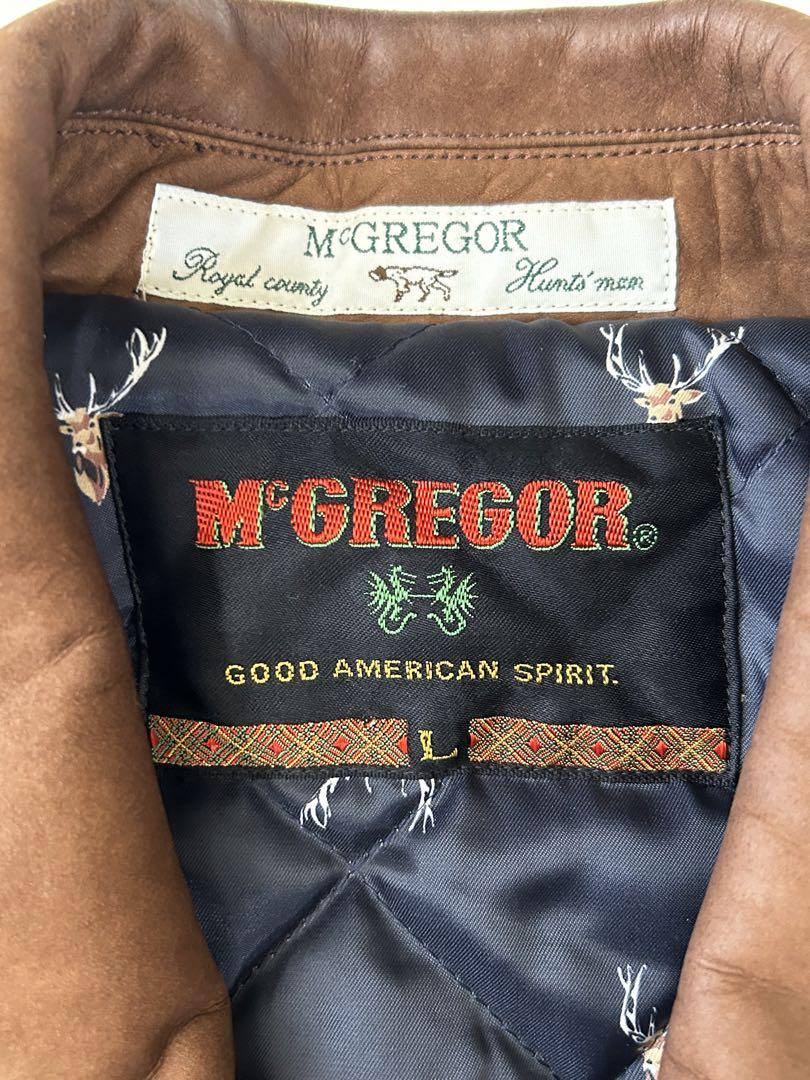 McGREGOR
Royal county Hunts' man
McGREGOR®
GOOD AMERICAN SPIRIT.
L